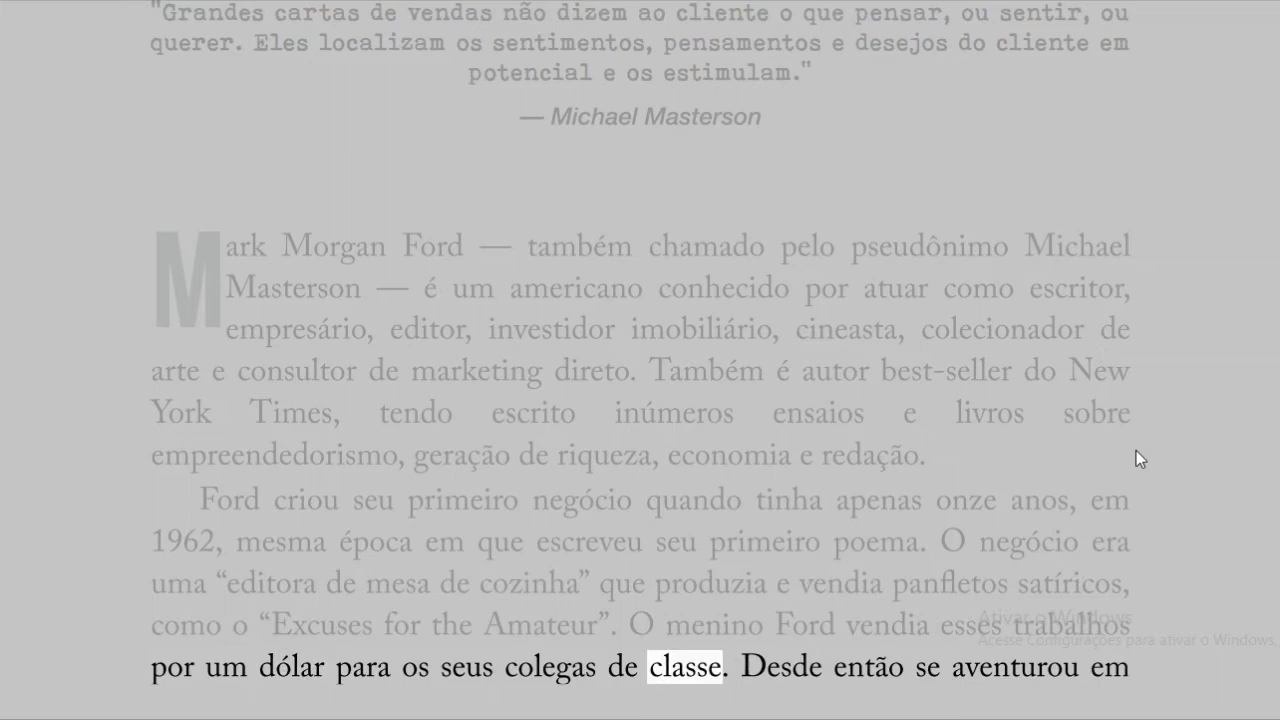 "Grandes cartas de vendas não dizem ao cliente o que pensar, ou sentir, ou
querer. Eles localizam os sentimentos, pensamentos e desejos do cliente em
potencial e os estimulam."
— Michael Masterson
Mark Morgan Ford — também chamado pelo pseudônimo Michael
Masterson — é um americano conhecido por atuar como escritor,
empresário, editor, investidor imobiliário, cineasta, colecionador de
arte e consultor de marketing direto. Também é autor best-seller do New
York Times, tendo escrito inúmeros ensaios e livros sobre
empreendedorismo, geração de riqueza, economia e redação.
Ford criou seu primeiro negócio quando tinha apenas onze anos, em
1962, mesma época em que escreveu seu primeiro poema. O negócio era
uma “editora de mesa de cozinha” que produzia e vendia panfletos satíricos,
como o “Excuses for the Amateur”. O menino Ford vendia esses trabalhos
por um dólar para os seus colegas de classe. Desde então se aventurou em
Ativar o Windows
Acesse Configurações para ativar o Windows.